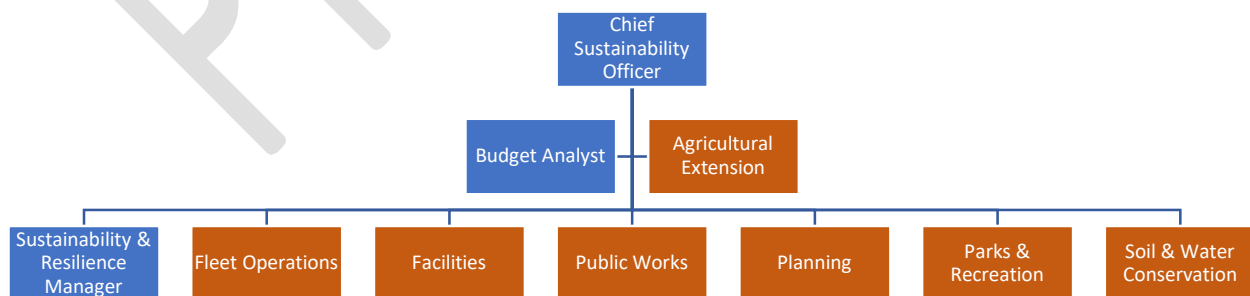 Chief
Sustainability
Officer
Budget Analyst
Agricultural
Extension
Sustainability &
Resilience
Manager
Fleet Operations
Facilities
Public Works
Planning
Parks &
Recreation
Soil & Water
Conservation